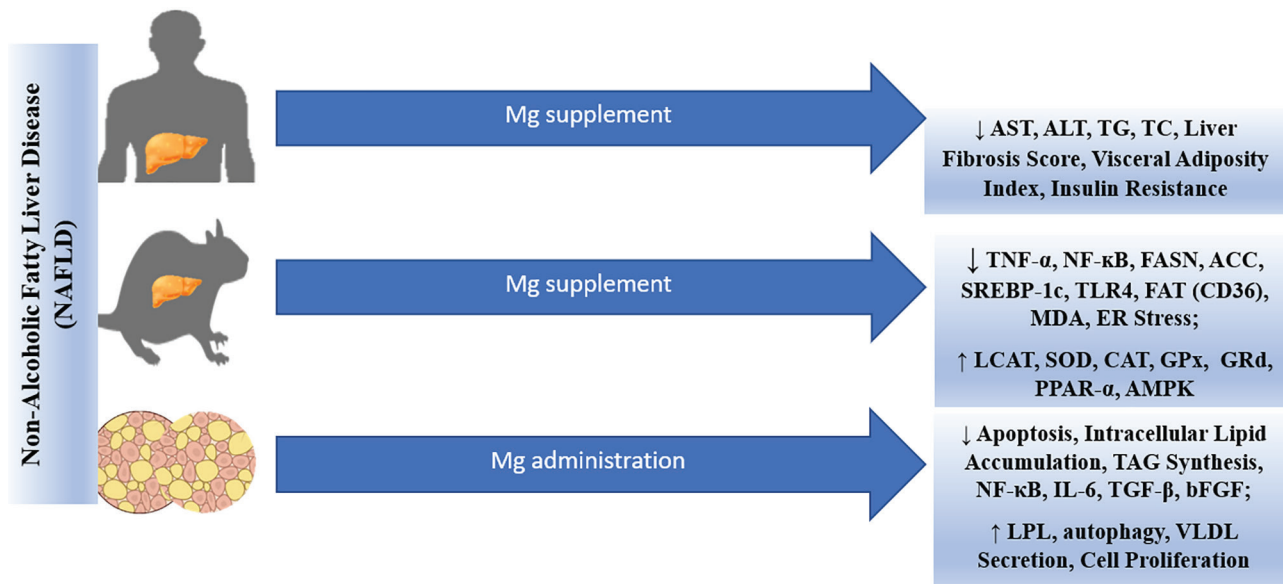 Non-Alcoholic Fatty Liver Disease
(NAFLD)
Mg supplement
↓ AST, ALT, TG, TC, Liver
Fibrosis Score, Visceral Adiposity
Index, Insulin Resistance
Mg supplement
↓ TNF-α, NF-κB, FASN, ACC,
SREBP-1c, TLR4, FAT (CD36),
MDA, ER Stress;
↑ LCAT, SOD, CAT, GPx, GRd,
PPAR-α, AMPK
Mg administration
↓ Apoptosis, Intracellular Lipid
Accumulation, TAG Synthesis,
NF-κB, IL-6, TGF-β, bFGF;
↑ LPL, autophagy, VLDL
Secretion, Cell Proliferation